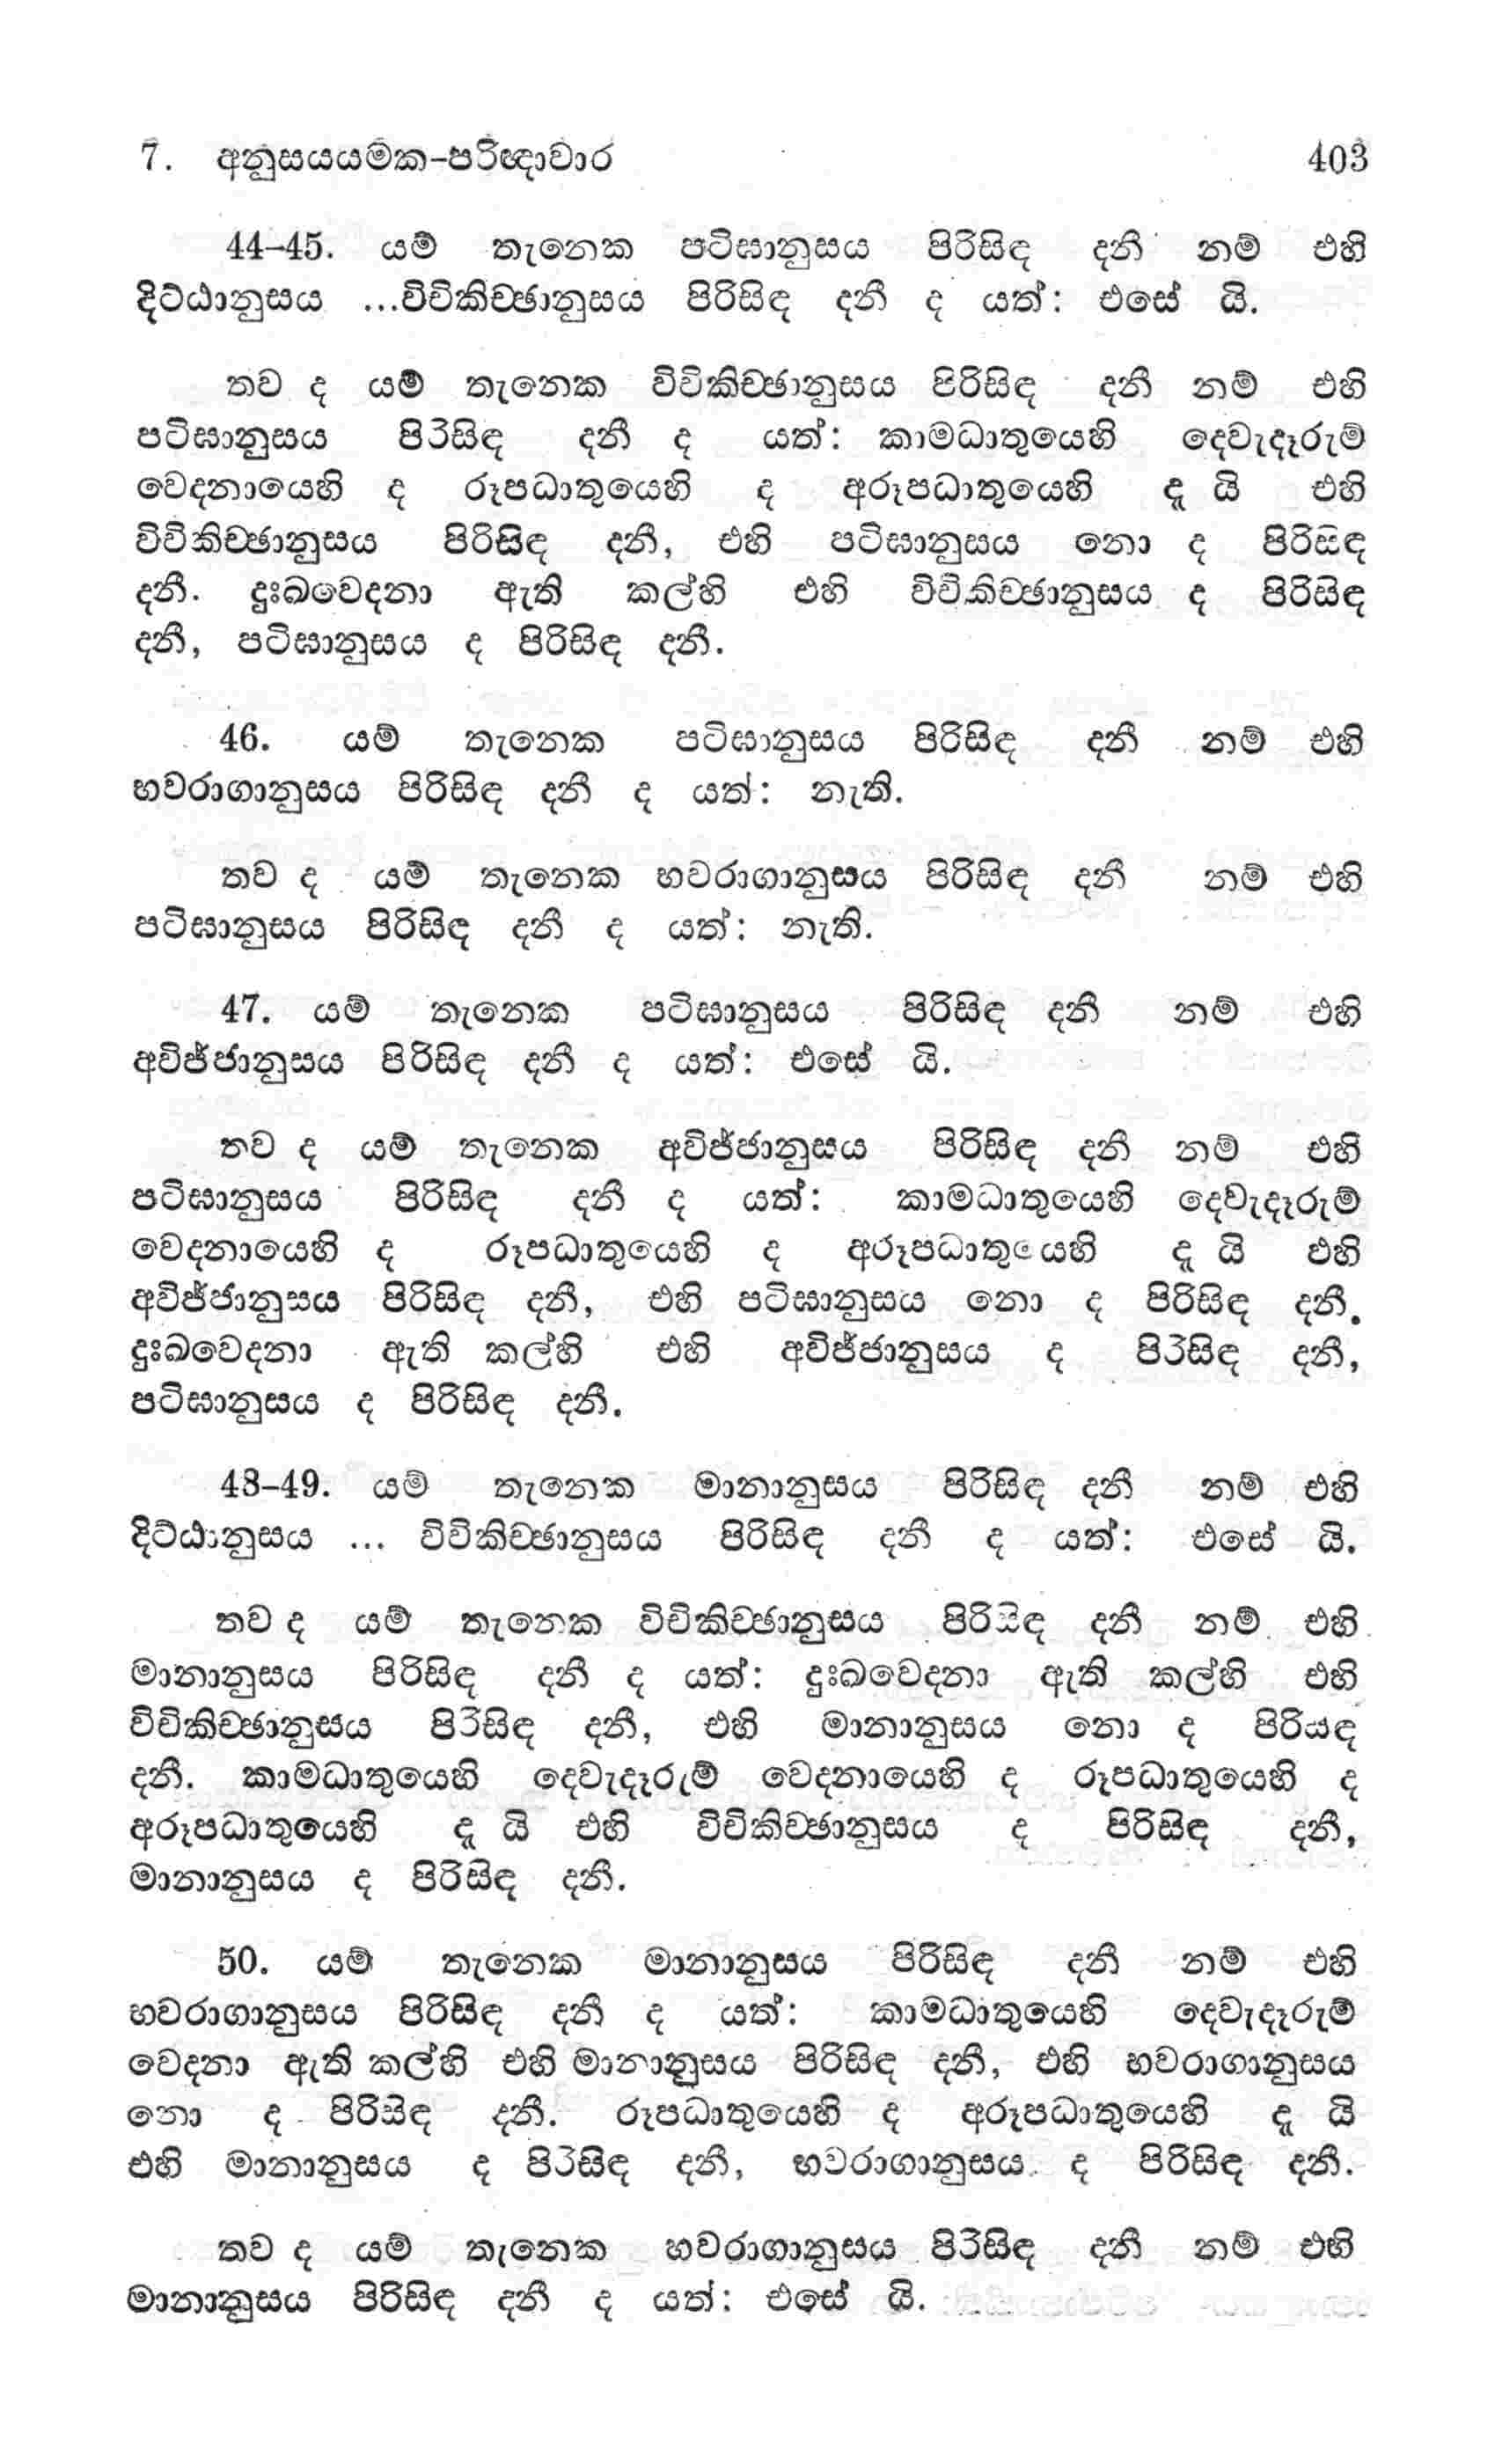 7. අනුසයයමක-පරිඥාවාර 403
44-45. යම් තැනෙක පටිඝානුසය පිරිසිඳ දනී නම් එහි
දිට්ඨානුසය ...විචිකිච්ඡානුසය පිරිසිඳ දනී ද යත්: එසේ යි.
තව ද යම් තැනෙක විචිකිච්ඡානුසය පිරිසිඳ දනී නම් එහි
පටිඝානුසය පිරිසිඳ දනී ද යත්: කාමධාතුයෙහි දෙවැදෑරුම්
වෙදනායෙහි ද රූපධාතුයෙහි ද අරූපධාතුයෙහි දැ යි එහි
විචිකිච්ඡානුසය පිරිසිඳ දනී, එහි පටිඝානුසය නො ද පිරිසිඳ
දනී. දුඃඛවෙදනා ඇති කල්හි එහි විචිකිච්ඡානුසය ද පිරිසිඳ
දනී, පටිඝානුසය ද පිරිසිඳ දනී.
46. යම් තැනෙක පටිඝානුසය පිරිසිඳ දනී නම් එහි
භවරාගානුසය පිරිසිඳ දනී ද යත්: නැති.
තව ද යම් තැනෙක භවරාගානුසය පිරිසිඳ දනී නම් එහි
පටිඝානුසය පිරිසිඳ දනී ද යත්: නැති.
47. යම් තැනෙක පටිඝානුසය පිරිසිඳ දනී නම් එහි
අවිජ්ජානුසය පිරිසිඳ දනී ද යත්: එසේ යි.
තව ද යම් තැනෙක අවිජ්ජානුසය පිරිසිඳ දනී නම් එහි
පටිඝානුසය පිරිසිඳ දනී ද යත්: කාමධාතුයෙහි දෙවැදෑරුම්
වෙදනායෙහි ද රූපධාතුයෙහි ද අරූපධාතුයෙහි දැ යි එහි
අවිජ්ජානුසය පිරිසිඳ දනී, එහි පටිඝානුසය නො ද පිරිසිඳ දනී.
දුඃඛවෙදනා ඇති කල්හි එහි අවිජ්ජානුසය ද පිරිසිඳ දනී,
පටිඝානුසය ද පිරිසිඳ දනී.
48-49. යම් තැනෙක මානානුසය පිරිසිඳ දනී නම් එහි
දිට්ඨානුසය ... විචිකිච්ඡානුසය පිරිසිඳ දනී ද යත්: එසේ යි.
තව ද යම් තැනෙක විචිකිච්ඡානුසය පිරිසිඳ දනී නම් එහි
මානානුසය පිරිසිඳ දනී ද යත්: දුඃඛවෙදනා ඇති කල්හි එහි
විචිකිච්ඡානුසය පිරිසිඳ දනී, එහි මානානුසය නො ද පිරියඳ
දනී. කාමධාතුයෙහි දෙවැදෑරුම් වෙදනායෙහි ද රූපධාතුයෙහි ද
අරූපධාතුයෙහි දැ යි එහි විචිකිච්ඡානුසය ද පිරිසිඳ දනී,
මානානුසය ද පිරිසිඳ දනී.
50. යම් තැනෙක මානානුසය පිරිසිඳ දනී නම් එහි
භවරාගානුසය පිරිසිඳ දනී ද යත්: කාමධාතුයෙහි දෙවැදෑරුම්
වෙදනා ඇති කල්හි එහි මානානුසය පිරිසිඳ දනී, එහි භවරාගානුසය
නො ද පිරිසිඳ දනී. රූපධාතුයෙහි ද අරූපධාතුයෙහි දැ යි
එහි මානානුසය ද පිරිසිඳ දනී, භවරාගානුසය ද පිරිසිඳ දනී.
තව ද යම් තැනෙක භවරාගානුසය පිරිසිඳ දනී නම් එහි
මානානුසය පිරිසිඳ දනී ද යත්: එසේ යි.